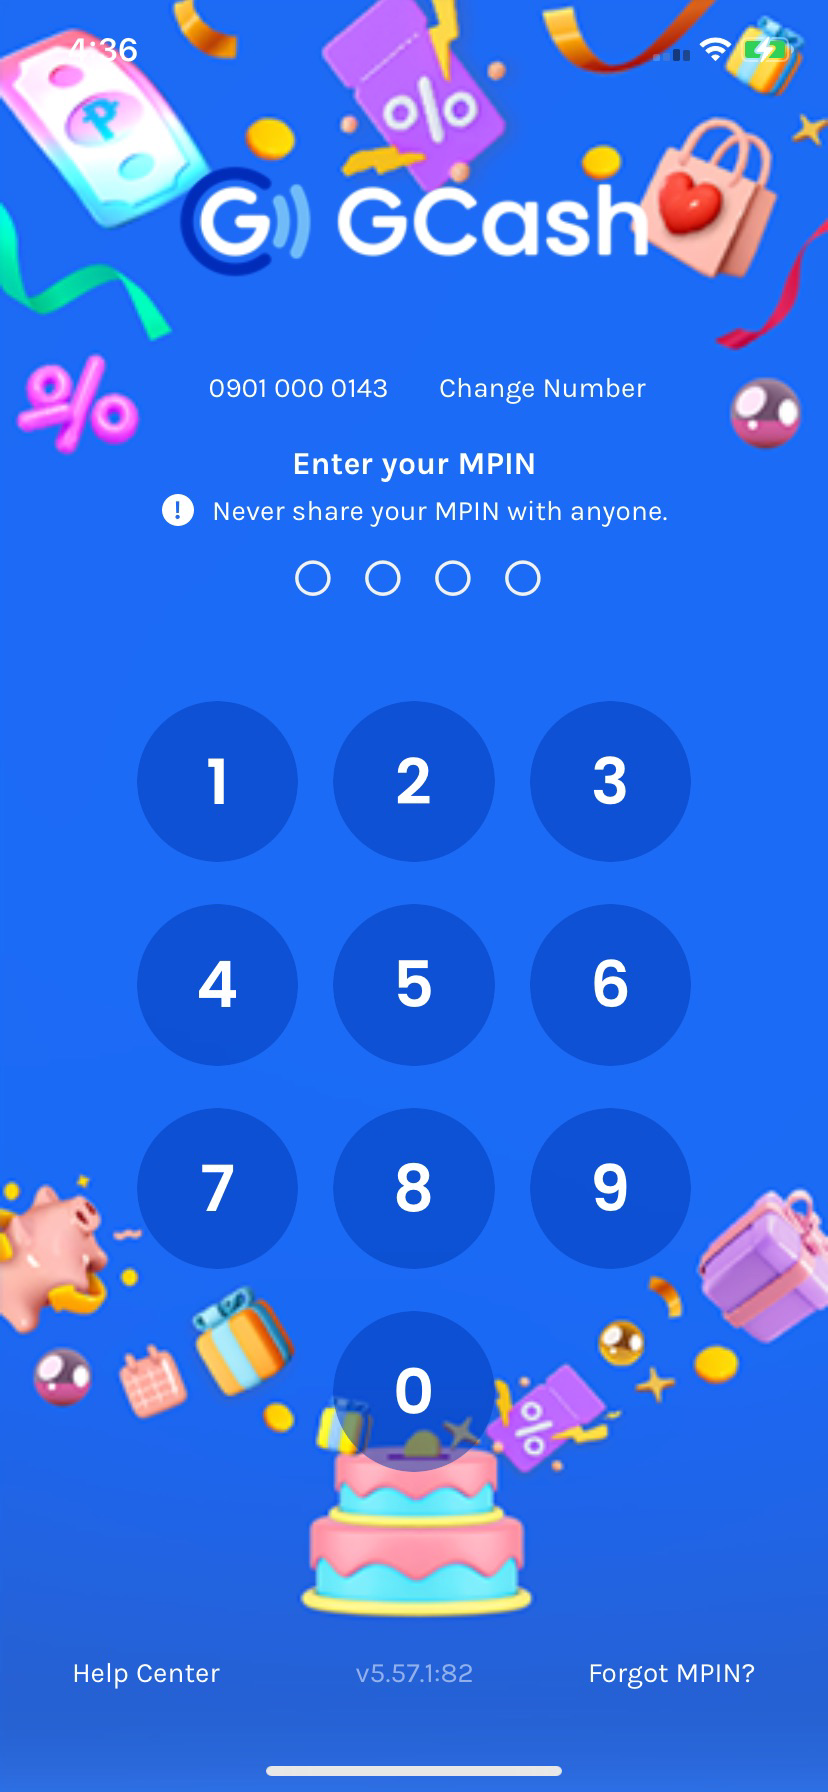 4:36
G GCash
0901 000 0143 Change Number
Enter your MPIN
! Never share your MPIN with anyone.
1 2 3
4 5 6
7 8 9
0
Help Center v5.57.1:82 Forgot MPIN?